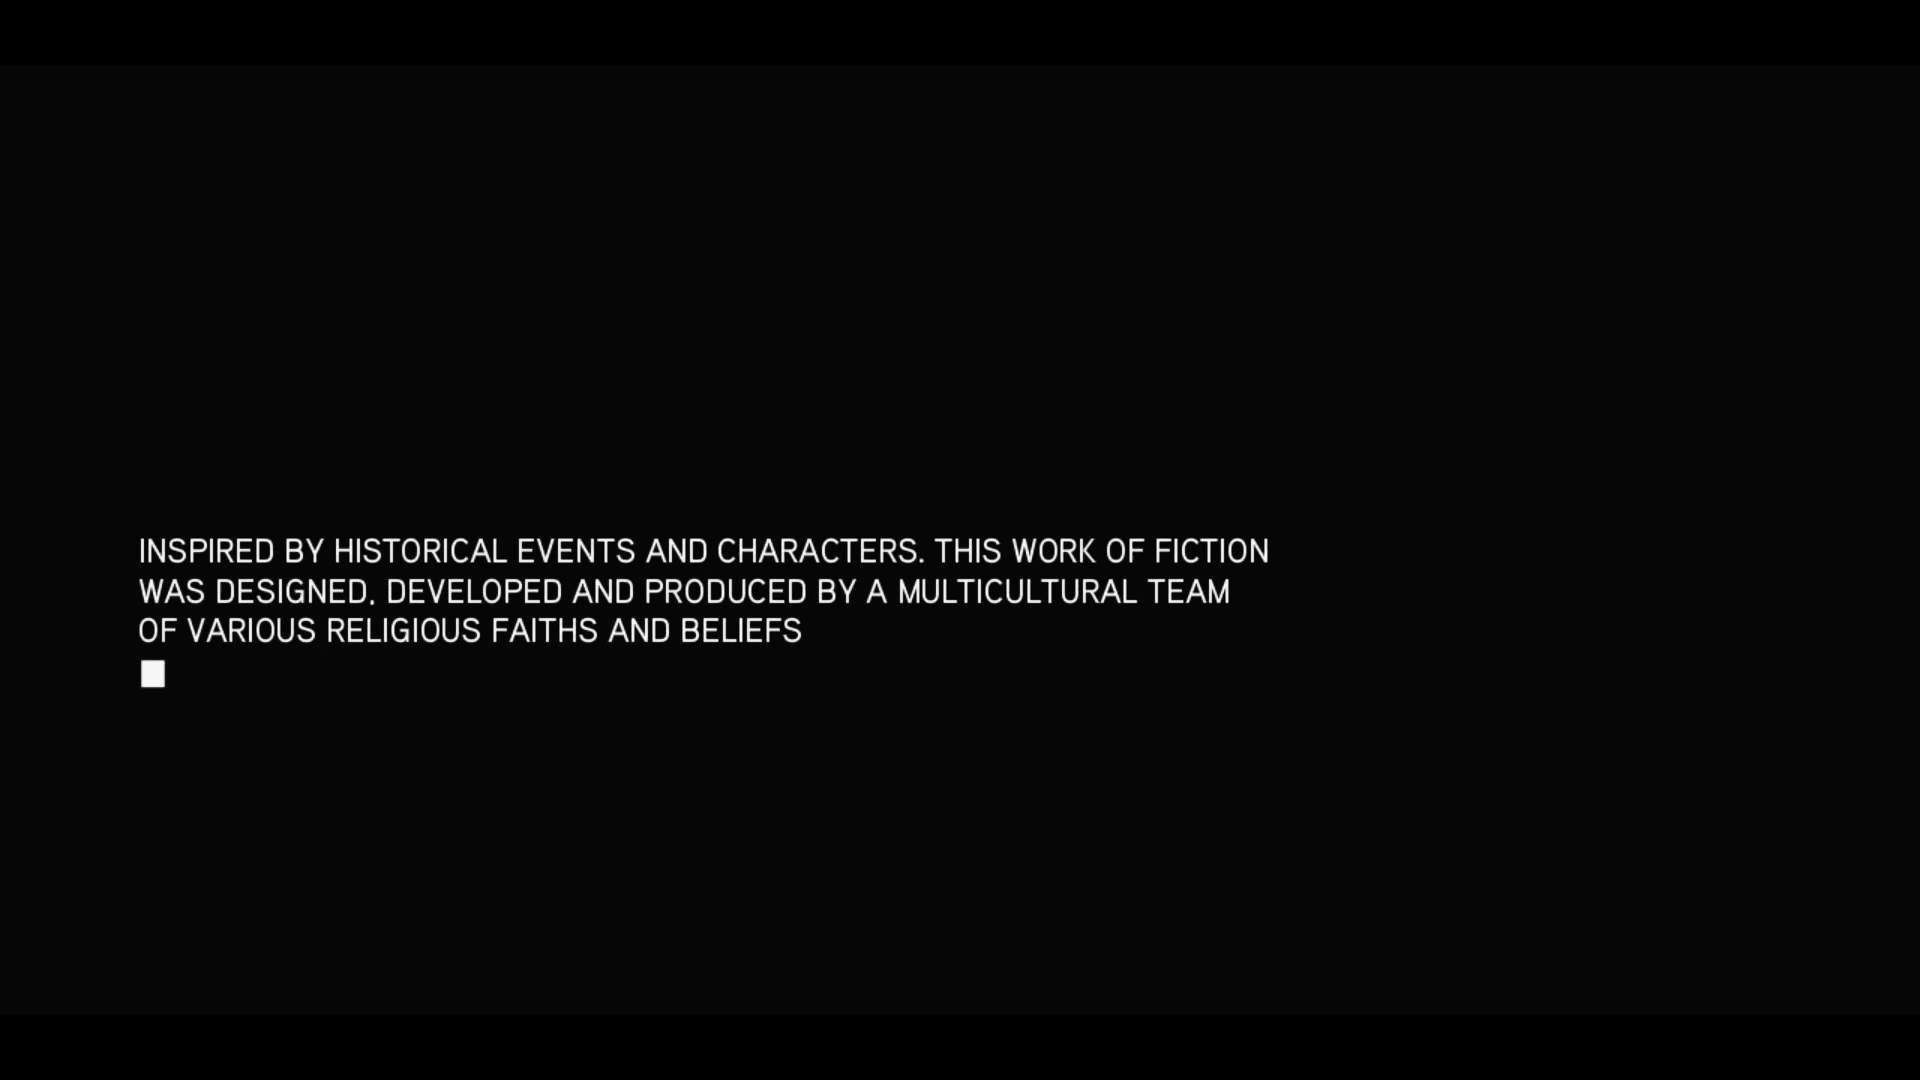 INSPIRED BY HISTORICAL EVENTS AND CHARACTERS. THIS WORK OF FICTION
WAS DESIGNED, DEVELOPED AND PRODUCED BY A MULTICULTURAL TEAM
OF VARIOUS RELIGIOUS FAITHS AND BELIEFS